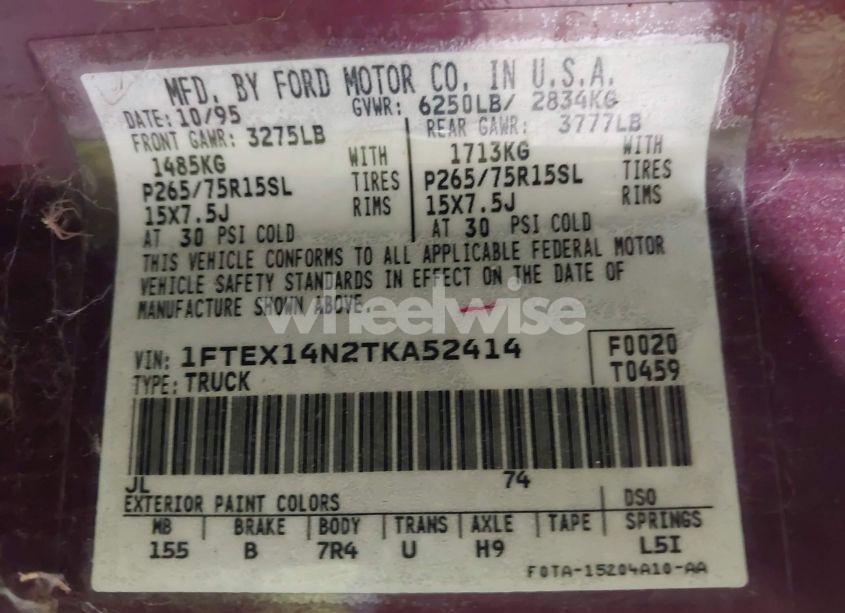 MFD. BY FORD MOTOR CO. IN U.S.A.
DATE: 10/95 GVWR: 6250LB/ 2834KG
FRONT GAWR: 3275LB REAR GAWR: 3777LB
1485KG WITH 1713KG WITH
P265/75R15SL TIRES P265/75R15SL TIRES
15X7.5J RIMS 15X7.5J RIMS
AT 30 PSI COLD AT 30 PSI COLD
THIS VEHICLE CONFORMS TO ALL APPLICABLE FEDERAL MOTOR
VEHICLE SAFETY STANDARDS IN EFFECT ON THE DATE OF
MANUFACTURE SHOWN ABOVE.
wheelwise
VIN: 1FTEX14N2TKA52414 F0020
TYPE: TRUCK T0459
JL 74
EXTERIOR PAINT COLORS DSO
WB BRAKE BODY TRANS AXLE TAPE SPRINGS
155 B 7R4 U H9 L5I
F0TA-15204A10-AA